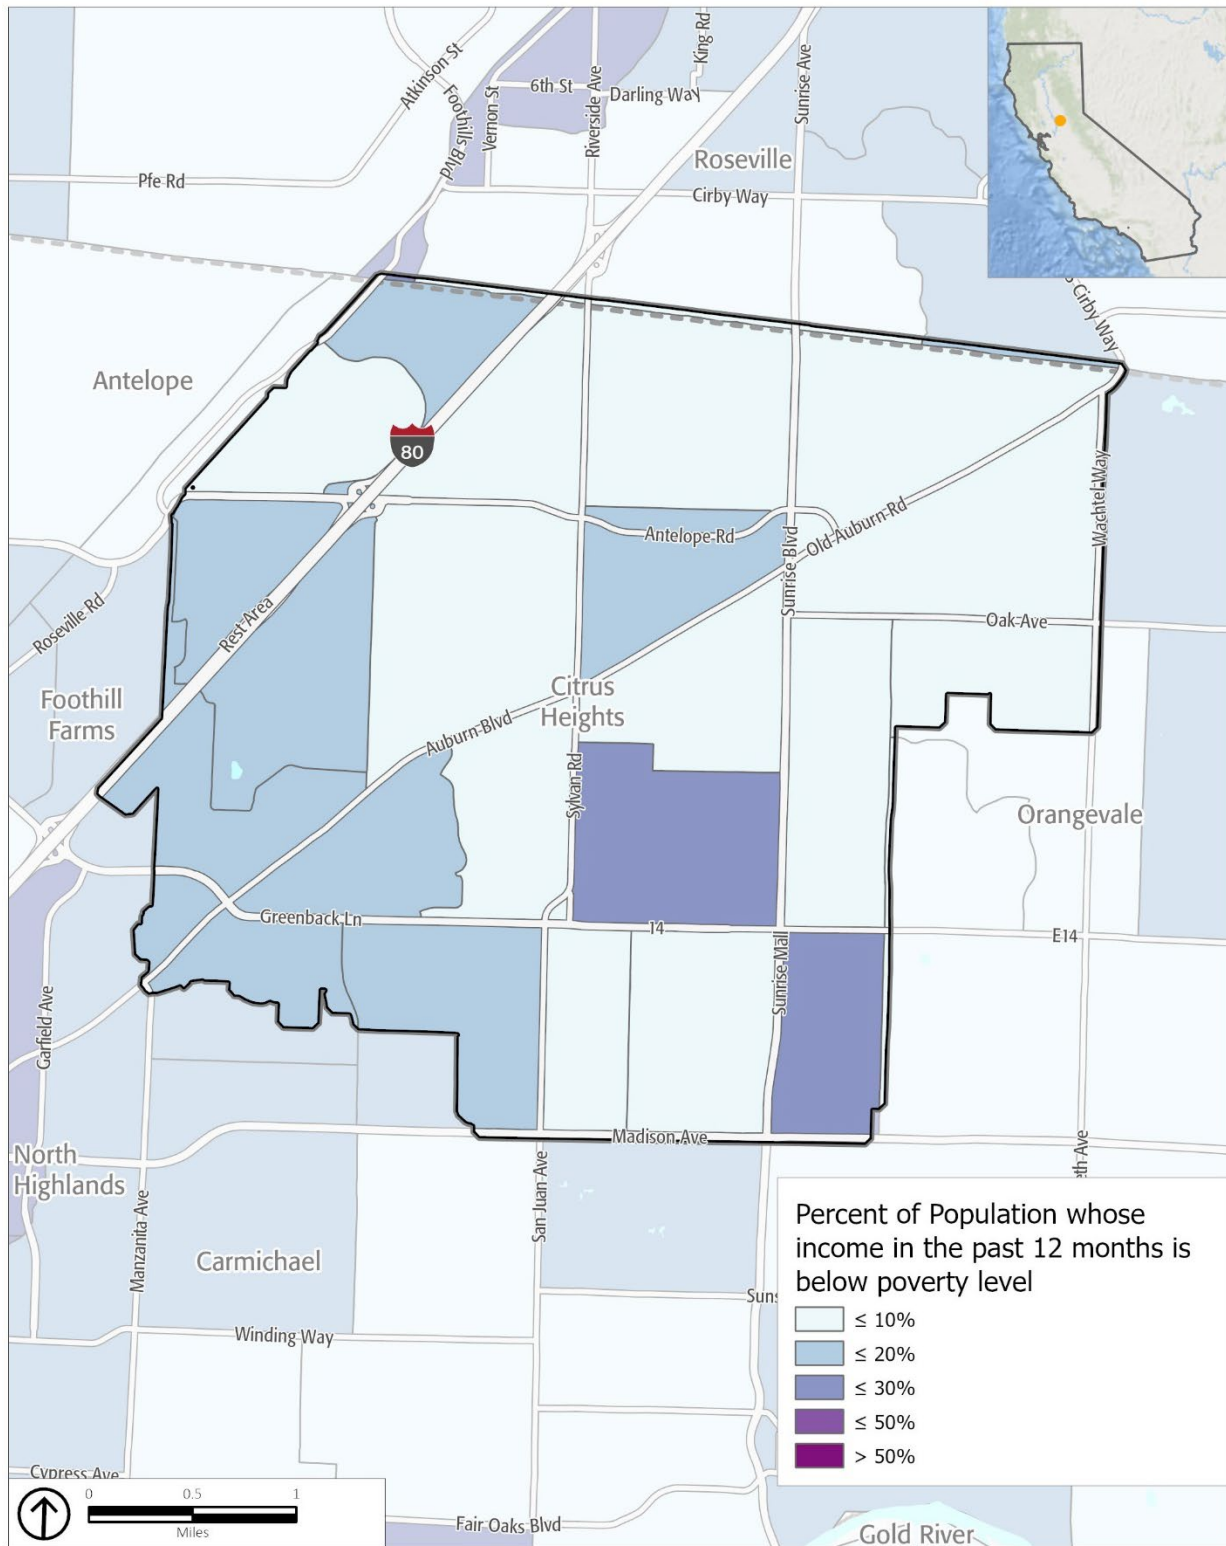 Atkinson St
Foothills Blvd
Vernon St
6th St
Riverside Ave
King Rd
Darling Way
Sunrise Ave
Roseville
Pfe Rd
Cirby Way
Cirby Way
Antelope
80
Antelope Rd
Old Auburn Rd
Sunrise Blvd
Wachtel Way
Roseville Rd
Rest Area
Oak Ave
Foothill
Farms
Citrus
Heights
Auburn Blvd
Sylvan Rd
Orangevale
Greenback Ln
14
E14
Sunrise Mall
Garfield Ave
Madison Ave
North
Highlands
Manzanita Ave
San Juan Ave
eth Ave
Carmichael
Suns
Winding Way
Cypress Ave
Fair Oaks Blvd
Gold River
Percent of Population whose
income in the past 12 months is
below poverty level
≤ 10%
≤ 20%
≤ 30%
≤ 50%
> 50%
0 0.5 1
Miles